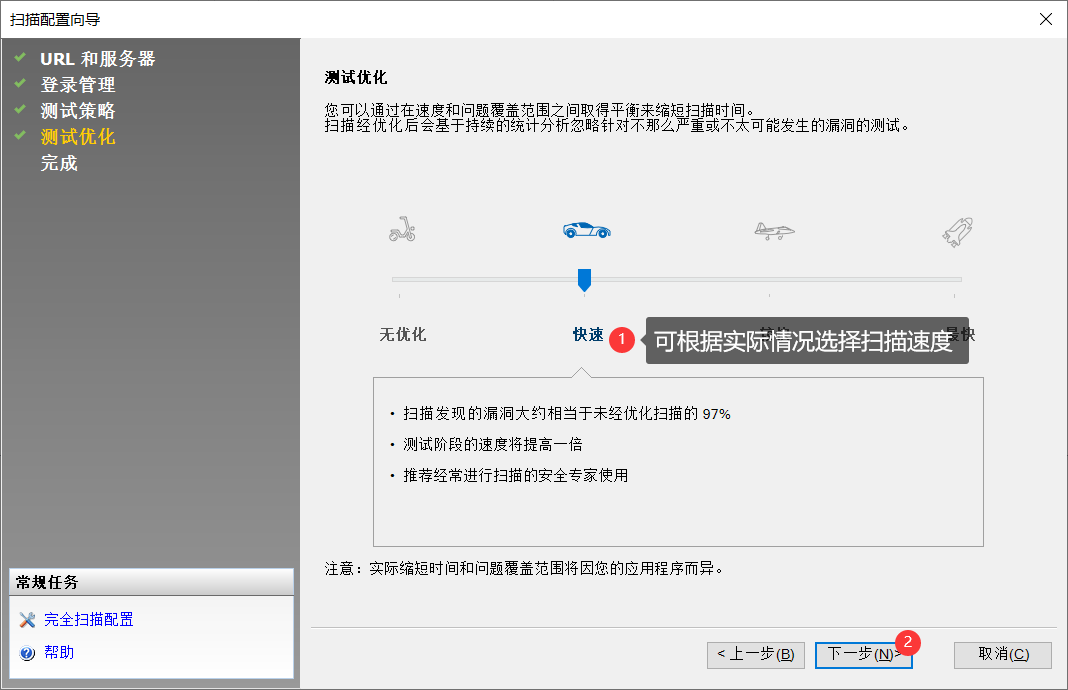 扫描配置向导
URL 和服务器
登录管理
测试策略
测试优化
完成
测试优化
您可以通过在速度和问题覆盖范围之间取得平衡来缩短扫描时间。
扫描经优化后会基于持续的统计分析忽略针对不那么严重或不太可能发生的漏洞的测试。
无优化
快速
1
可根据实际情况选择扫描速度
最快
• 扫描发现的漏洞大约相当于未经优化扫描的 97%
• 测试阶段的速度将提高一倍
• 推荐经常进行扫描的安全专家使用
注意：实际缩短时间和问题覆盖范围将因您的应用程序而异。
常规任务
完全扫描配置
帮助
< 上一步(B)
下一步(N)>
2
取消(C)